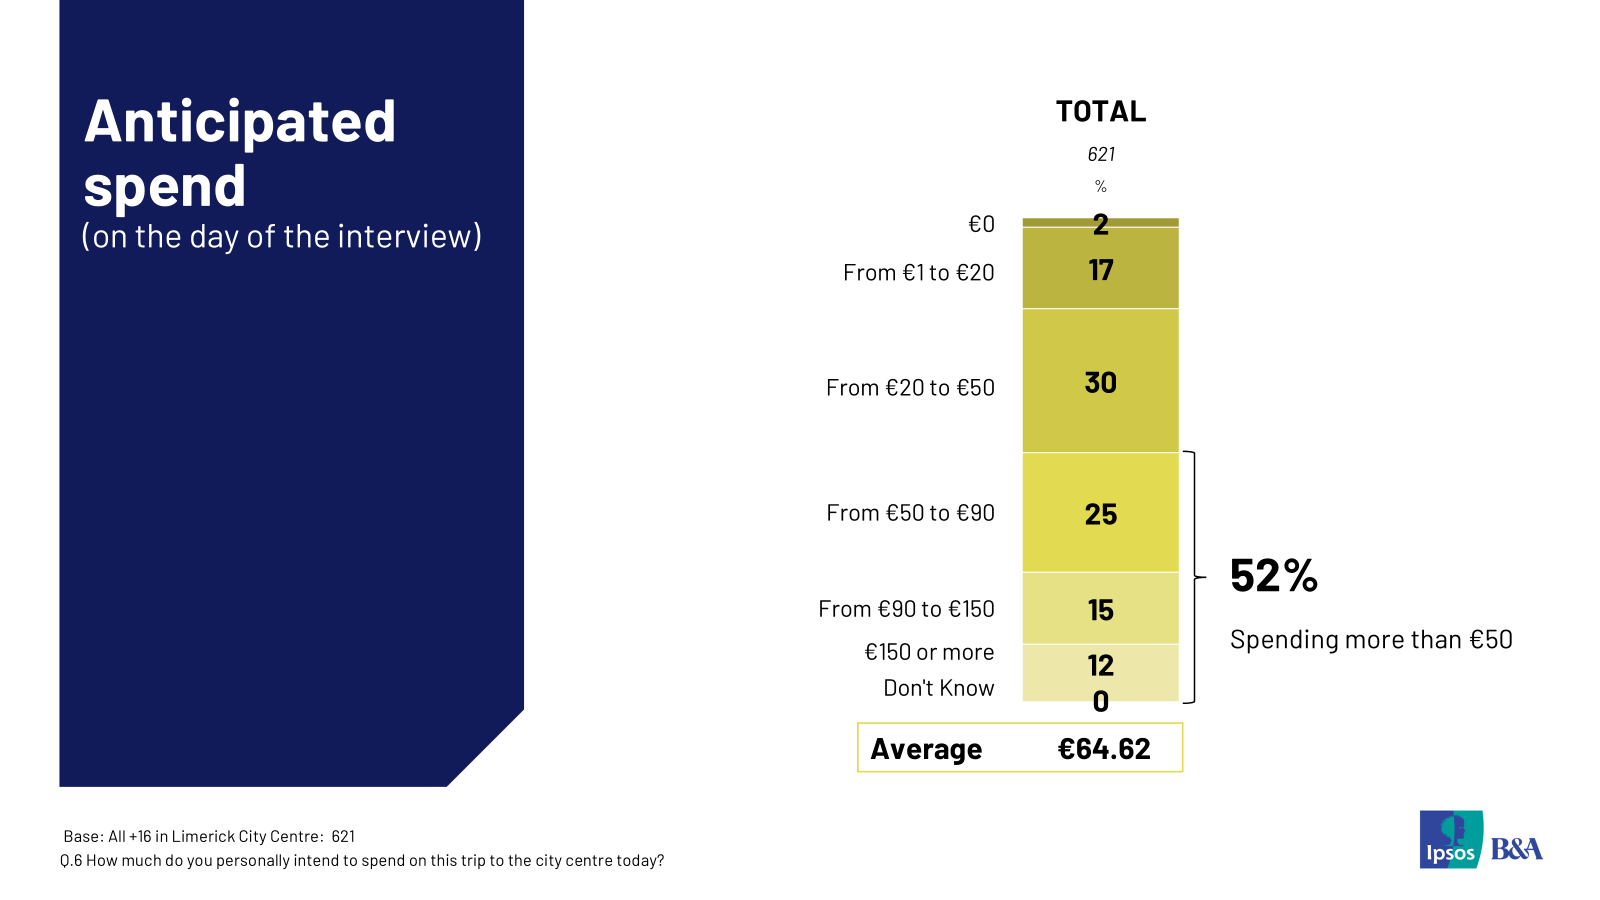 Anticipated
spend
(on the day of the interview)
TOTAL
621
%
€0 2
From €1 to €20 17
From €20 to €50 30
From €50 to €90 25
From €90 to €150 15
€150 or more 12
Don't Know 0
52%
Spending more than €50
Average €64.62
Base: All +16 in Limerick City Centre: 621
Q.6 How much do you personally intend to spend on this trip to the city centre today?
Ipsos B&A